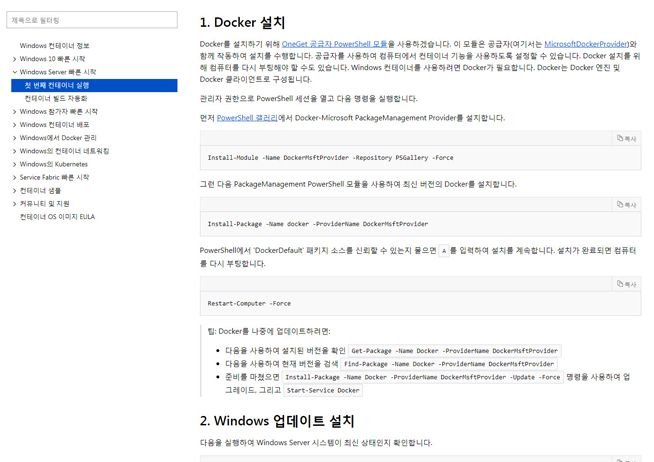 제목으로 필터링
Windows 컨테이너 정보
Windows 10 빠른 시작
Windows Server 빠른 시작
첫 번째 컨테이너 실행
컨테이너 빌드 자동화
Windows 참가자 빠른 시작
Windows 컨테이너 배포
Windows에서 Docker 관리
Windows의 컨테이너 네트워킹
Windows의 Kubernetes
Service Fabric 빠른 시작
컨테이너 샘플
커뮤니티 및 지원
컨테이너 OS 이미지 EULA
1. Docker 설치
Docker를 설치하기 위해 OneGet 공급자 PowerShell 모듈을 사용하겠습니다. 이 모듈은 공급자(여기서는 MicrosoftDockerProvider)와
함께 작동하여 설치를 수행합니다. 공급자를 사용하여 컴퓨터에서 컨테이너 기능을 사용하도록 설정할 수 있습니다. Docker 설치를 위
해 컴퓨터를 다시 부팅해야 할 수도 있습니다. Windows 컨테이너를 사용하려면 Docker가 필요합니다. Docker는 Docker 엔진 및
Docker 클라이언트로 구성됩니다.
관리자 권한으로 PowerShell 세션을 열고 다음 명령을 실행합니다.
먼저 PowerShell 갤러리에서 Docker-Microsoft PackageManagement Provider를 설치합니다.
복사
Install-Module -Name DockerMsftProvider -Repository PSGallery -Force
그런 다음 PackageManagement PowerShell 모듈을 사용하여 최신 버전의 Docker를 설치합니다.
복사
Install-Package -Name docker -ProviderName DockerMsftProvider
PowerShell에서 'DockerDefault' 패키지 소스를 신뢰할 수 있는지 물으면 A 를 입력하여 설치를 계속합니다. 설치가 완료되면 컴퓨터
를 다시 부팅합니다.
복사
Restart-Computer -Force
팁: Docker를 나중에 업데이트하려면:
다음을 사용하여 설치된 버전을 확인 Get-Package -Name Docker -ProviderName DockerMsftProvider
다음을 사용하여 현재 버전을 검색 Find-Package -Name Docker -ProviderName DockerMsftProvider
준비를 마쳤으면 Install-Package -Name Docker -ProviderName DockerMsftProvider -Update -Force 명령을 사용하여 업
그레이드, 그리고 Start-Service Docker
2. Windows 업데이트 설치
다음을 실행하여 Windows Server 시스템이 최신 상태인지 확인합니다.